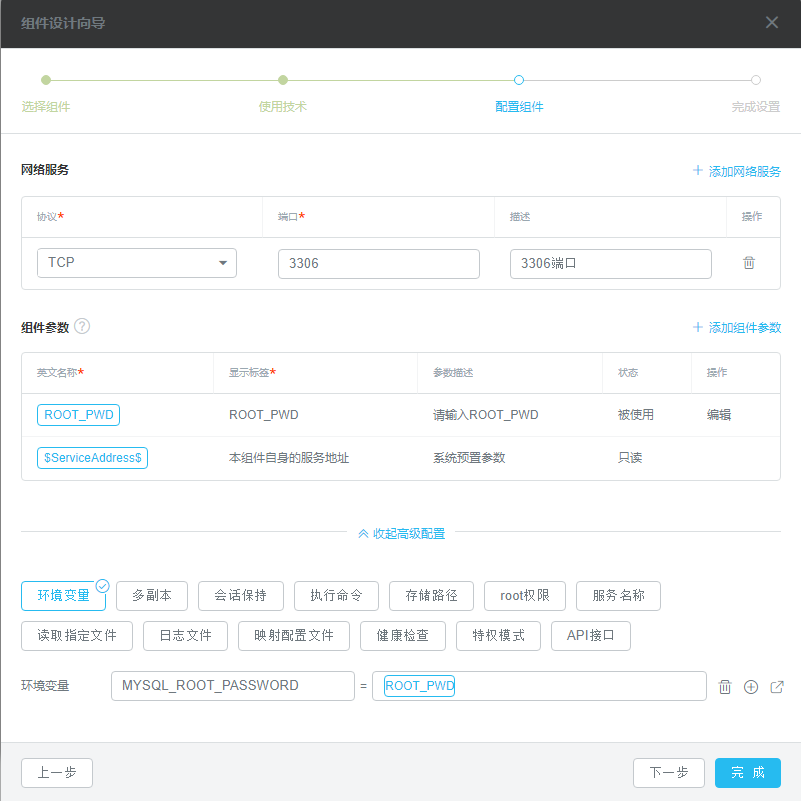 组件设计向导
选择组件 使用技术 配置组件 完成设置
网络服务 + 添加网络服务
协议* 端口* 描述 操作
TCP 3306 3306端口
组件参数 ? + 添加组件参数
英文名称* 显示标签* 参数描述 状态 操作
ROOT_PWD ROOT_PWD 请输入ROOT_PWD 被使用 编辑
$ServiceAddress$ 本组件自身的服务地址 系统预置参数 只读
收起高级配置
环境变量 多副本 会话保持 执行命令 存储路径 root权限 服务名称
读取指定文件 日志文件 映射配置文件 健康检查 特权模式 API接口
环境变量 MYSQL_ROOT_PASSWORD = ROOT_PWD
上一步 下一步 完 成